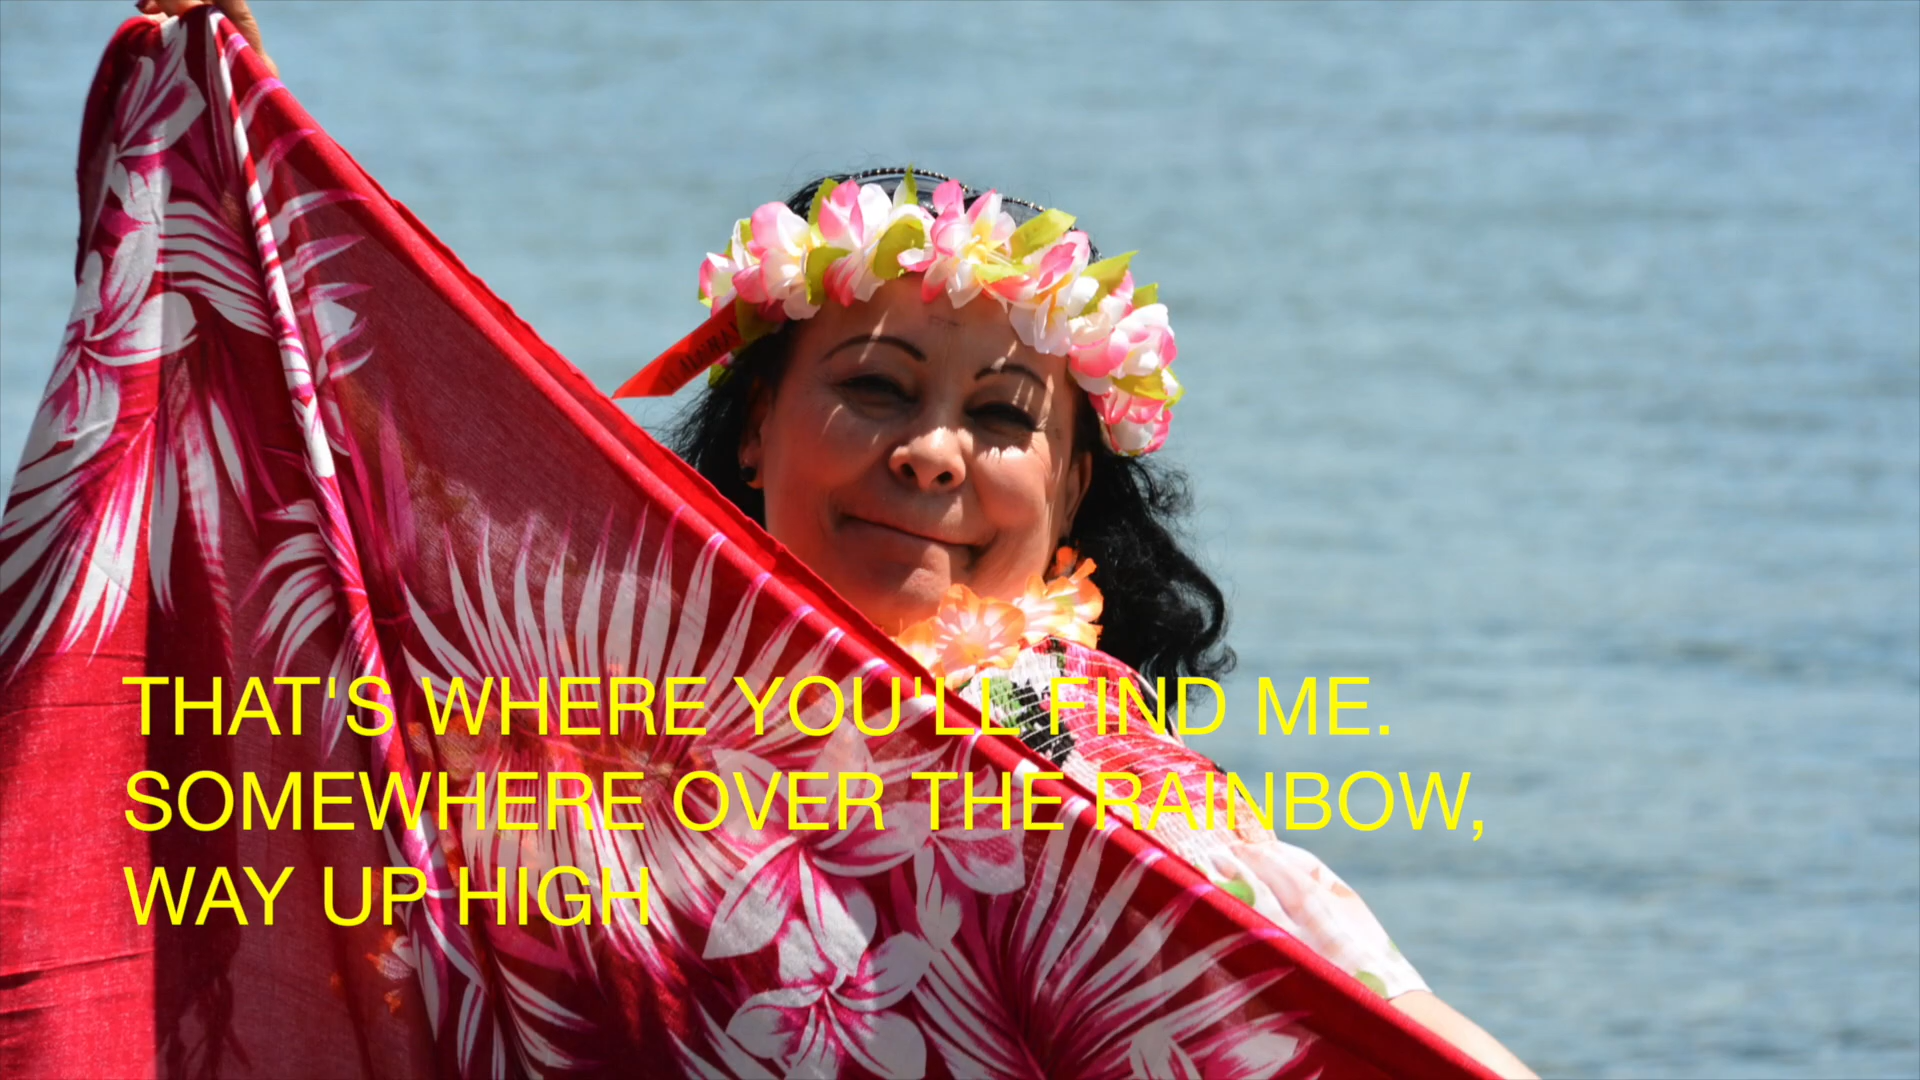 THAT'S WHERE YOU'LL FIND ME.
SOMEWHERE OVER THE RAINBOW,
WAY UP HIGH